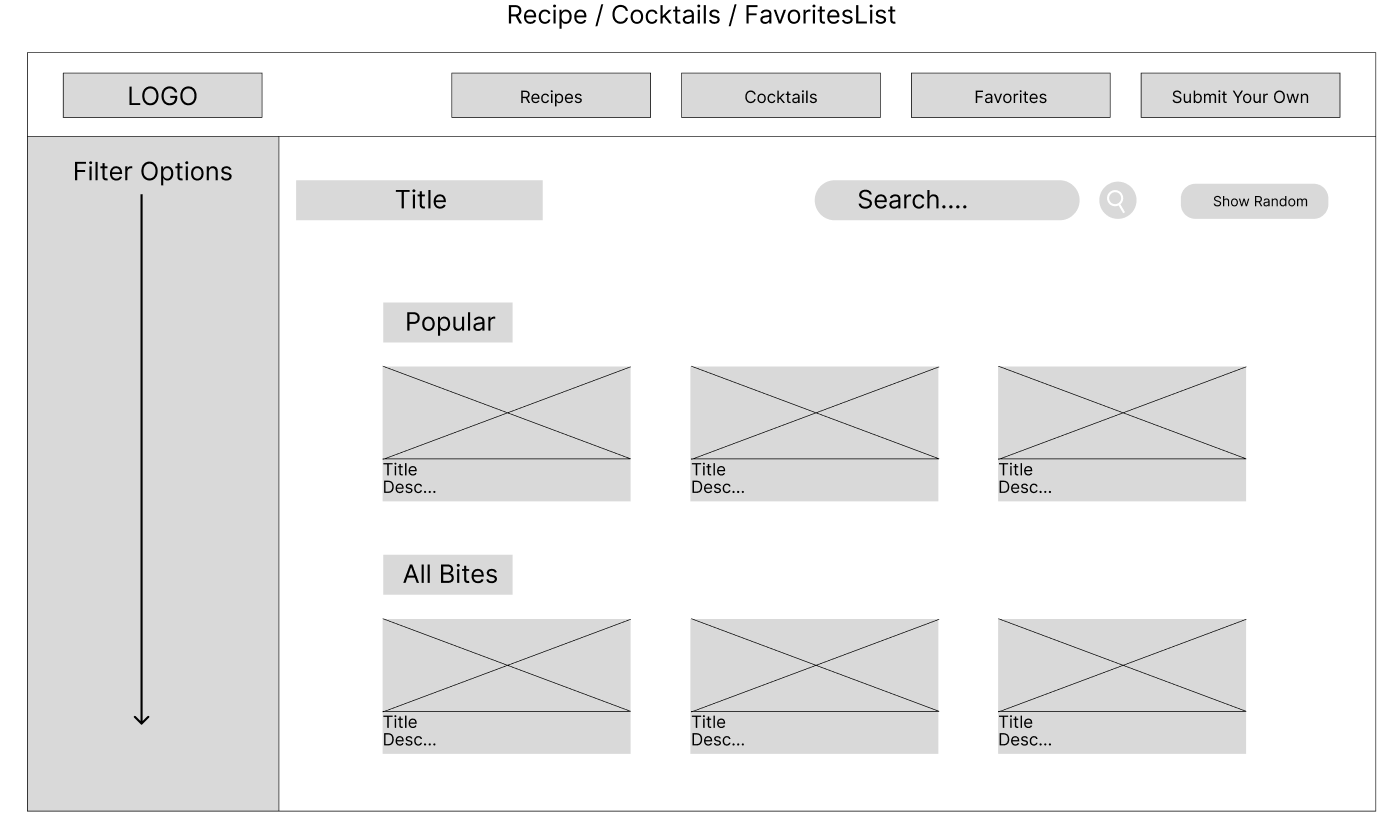 Recipe / Cocktails / FavoritesList
LOGO
Recipes
Cocktails
Favorites
Submit Your Own
Filter Options
Title
Search....
Show Random
Popular
Title
Desc...
Title
Desc...
Title
Desc...
All Bites
Title
Desc...
Title
Desc...
Title
Desc...